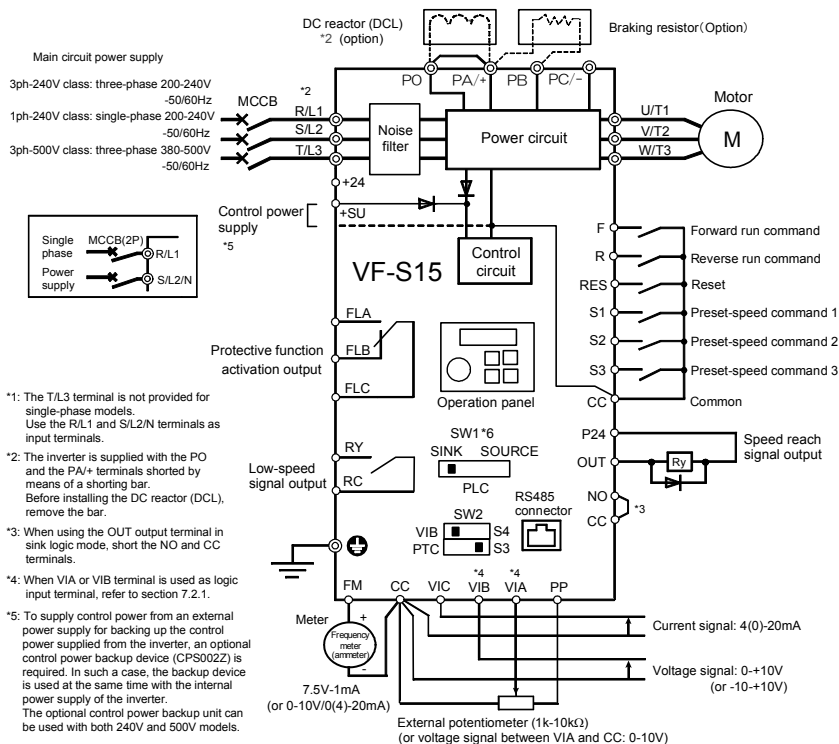 DC reactor (DCL)
*2 (option)
Braking resistor(Option)
Main circuit power supply
3ph-240V class: three-phase 200-240V
-50/60Hz
1ph-240V class: single-phase 200-240V
-50/60Hz
3ph-500V class: three-phase 380-500V
-50/60Hz
MCCB
*2
R/L1
S/L2
T/L3
PO
PA/+
PB
PC/-
Noise
filter
Power circuit
U/T1
V/T2
W/T3
Motor
M
+24
+SU
Control power
supply
*5
Control
circuit
VF-S15
Single
phase
MCCB(2P)
R/L1
Power
supply
S/L2/N
F
Forward run command
R
Reverse run command
RES
Reset
S1
Preset-speed command 1
S2
Preset-speed command 2
S3
Preset-speed command 3
CC
Common
FLA
FLB
FLC
Protective function
activation output
Operation panel
P24
OUT
Ry
Speed reach
signal output
NO
CC
*3
RY
RC
Low-speed
signal output
SW1*6
SINK SOURCE
PLC
SW2
VIB
S4
PTC
S3
RS485
connector
*1: The T/L3 terminal is not provided for
single-phase models.
Use the R/L1 and S/L2/N terminals as
input terminals.
*2: The inverter is supplied with the PO
and the PA/+ terminals shorted by
means of a shorting bar.
Before installing the DC reactor (DCL),
remove the bar.
*3: When using the OUT output terminal in
sink logic mode, short the NO and CC
terminals.
*4: When VIA or VIB terminal is used as logic
input terminal, refer to section 7.2.1.
*5: To supply control power from an external
power supply for backing up the control
power supplied from the inverter, an optional
control power backup device (CPS002Z) is
required. In such a case, the backup device
is used at the same time with the internal
power supply of the inverter.
The optional control power backup unit can
be used with both 240V and 500V models.
*4
*4
FM
CC
VIC
VIB
VIA
PP
Meter
+
Frequency
meter
(ammeter)
-
7.5V-1mA
(or 0-10V/0(4)-20mA)
Current signal: 4(0)-20mA
Voltage signal: 0-+10V
(or -10-+10V)
External potentiometer (1k-10kΩ)
(or voltage signal between VIA and CC: 0-10V)